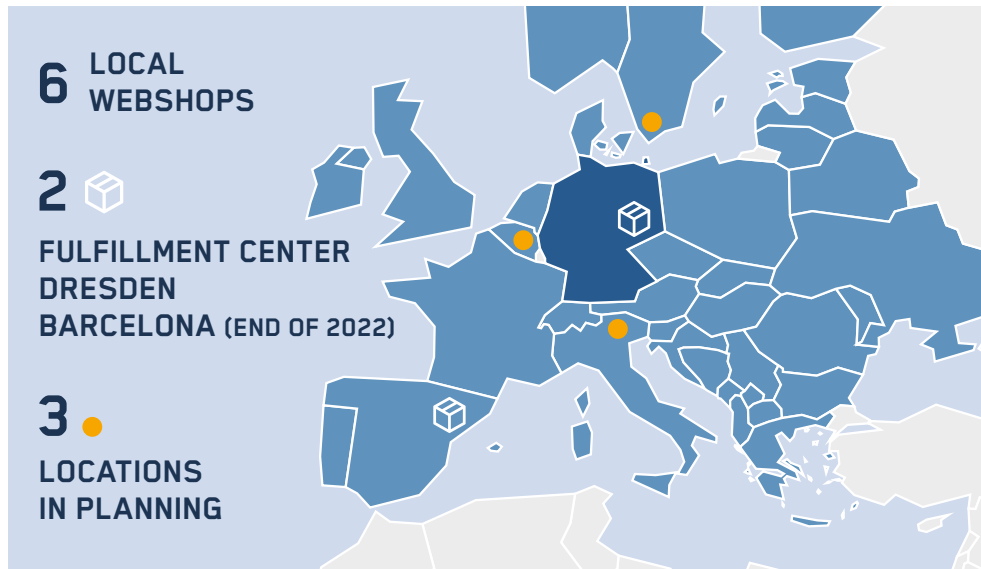 6 LOCAL
WEBSHOPS
2
FULFILLMENT CENTER
DRESDEN
BARCELONA (END OF 2022)
3
LOCATIONS
IN PLANNING